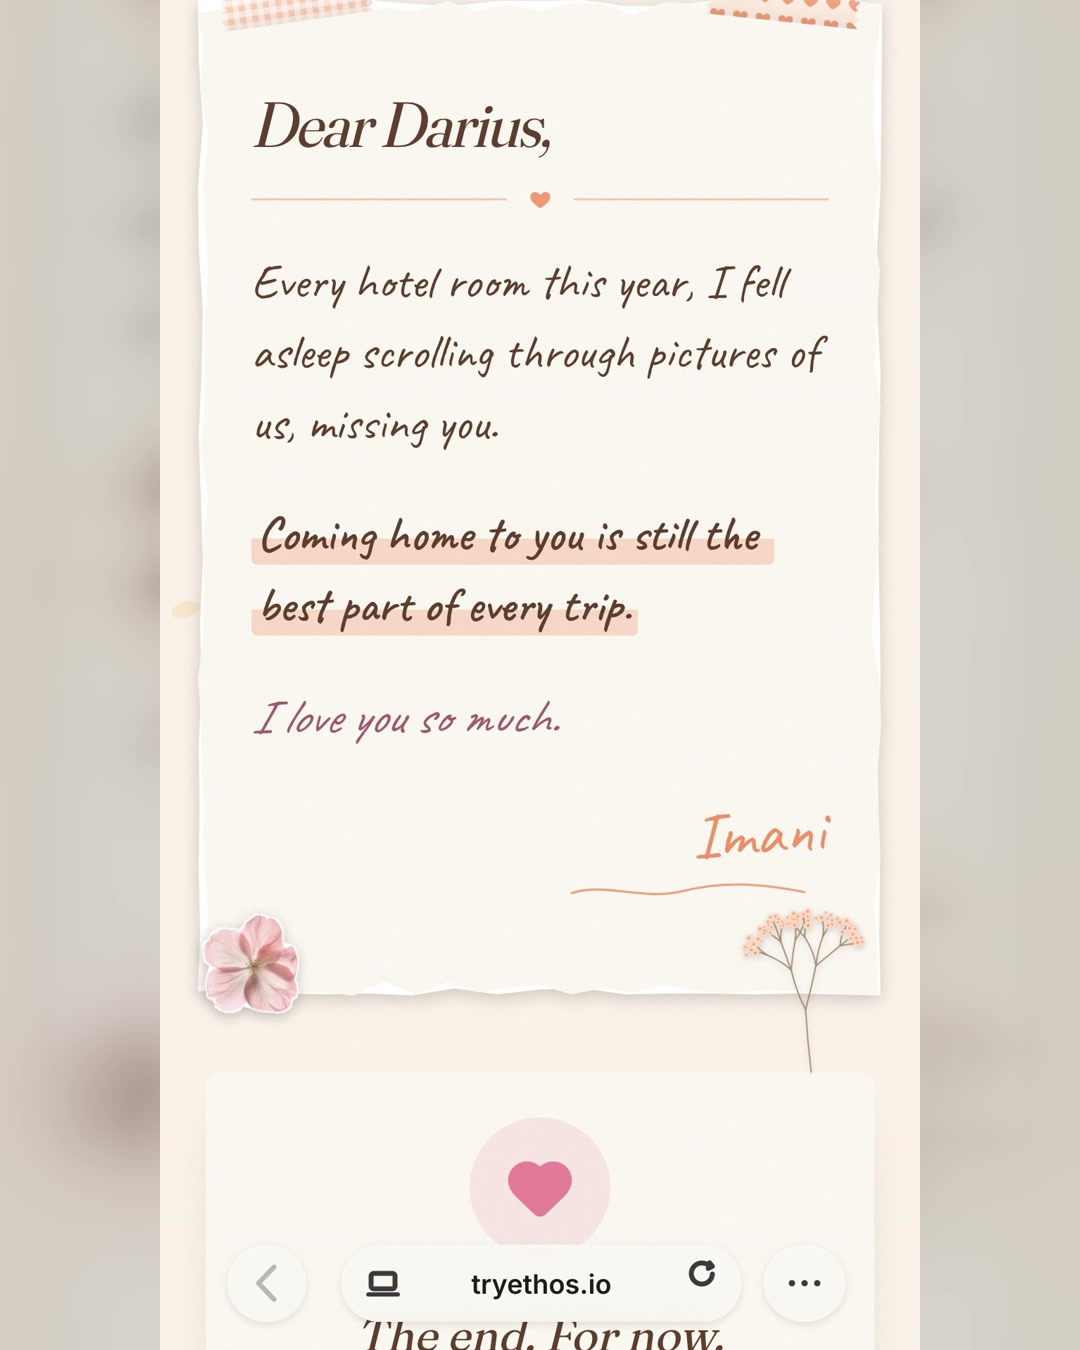 Dear Darius,
Every hotel room this year, I fell
asleep scrolling through pictures of
us, missing you.
Coming home to you is still the
best part of every trip.
I love you so much.
Imani
tryethos.io
The end. For now.